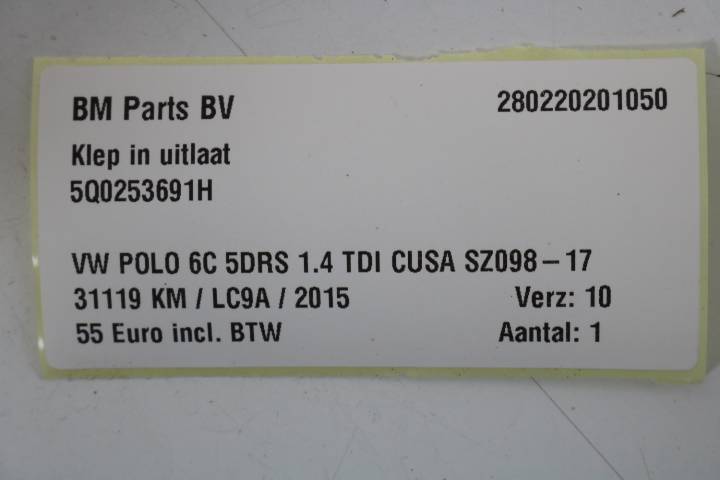 BM Parts BV 280220201050
Klep in uitlaat
5Q0253691H
VW POLO 6C 5DRS 1.4 TDI CUSA SZ098 – 17
31119 KM / LC9A / 2015 Verz: 10
55 Euro incl. BTW Aantal: 1